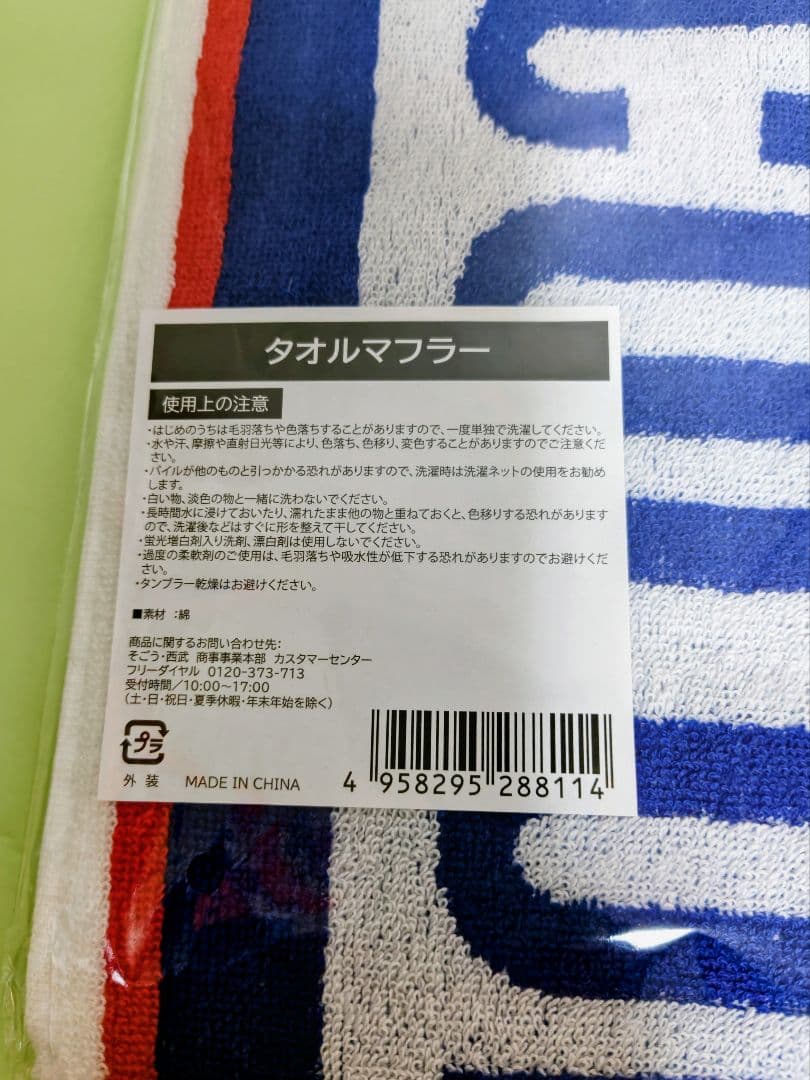 タオルマフラー
使用上の注意
・はじめのうちは毛羽落ちや色落ちすることがありますので、一度単独で洗濯してください。
・水や汗、摩擦や直射日光等により、色落ち、色移り、変色することがありますのでご注意くだ
さい。
・パイルが他のものと引っかかる恐れがありますので、洗濯時は洗濯ネットの使用をお勧め
します。
・白い物、淡色の物と一緒に洗わないでください。
・長時間水に浸けておいたり、濡れたまま他の物と重ねておくと、色移りする恐れがあります
ので、洗濯後などはすぐに形を整えて干してください。
・蛍光増白剤入り洗剤、漂白剤は使用しないでください。
・過度の柔軟剤のご使用は、毛羽落ちや吸水性が低下する恐れがありますのでお避けくだ
さい。
・タンブラー乾燥はお避けください。
■素材 ：綿
商品に関するお問い合わせ先：
そごう・西武 商事事業本部 カスタマーセンター
フリーダイヤル 0120-373-713
受付時間／10:00～17:00
（土・日・祝日・夏季休暇・年末年始を除く）
プラ
外装 MADE IN CHINA
4 958295 288114